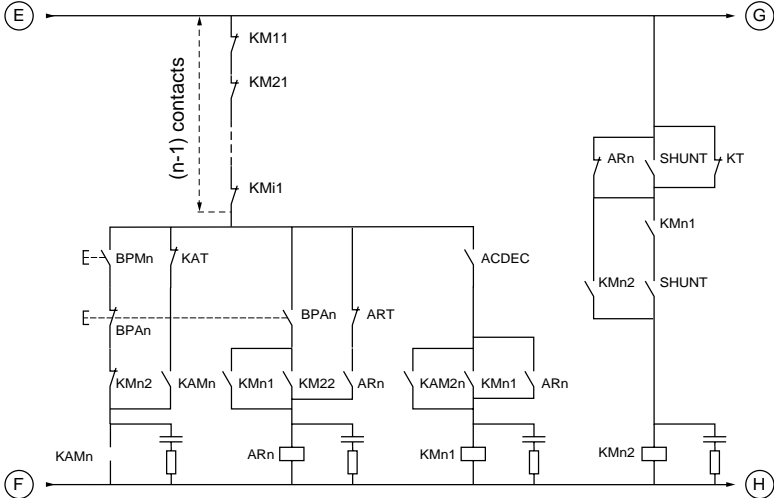 E
G
KM11
KM21
(n-1) contacts
KMi1
ARn
SHUNT
KT
KMn1
BPMn
KAT
ACDEC
KMn2
SHUNT
BPAn
BPAn
ART
KMn2
KAMn
KMn1
KM22
ARn
KAM2n
KMn1
ARn
KAMn
ARn
KMn1
KMn2
F
H